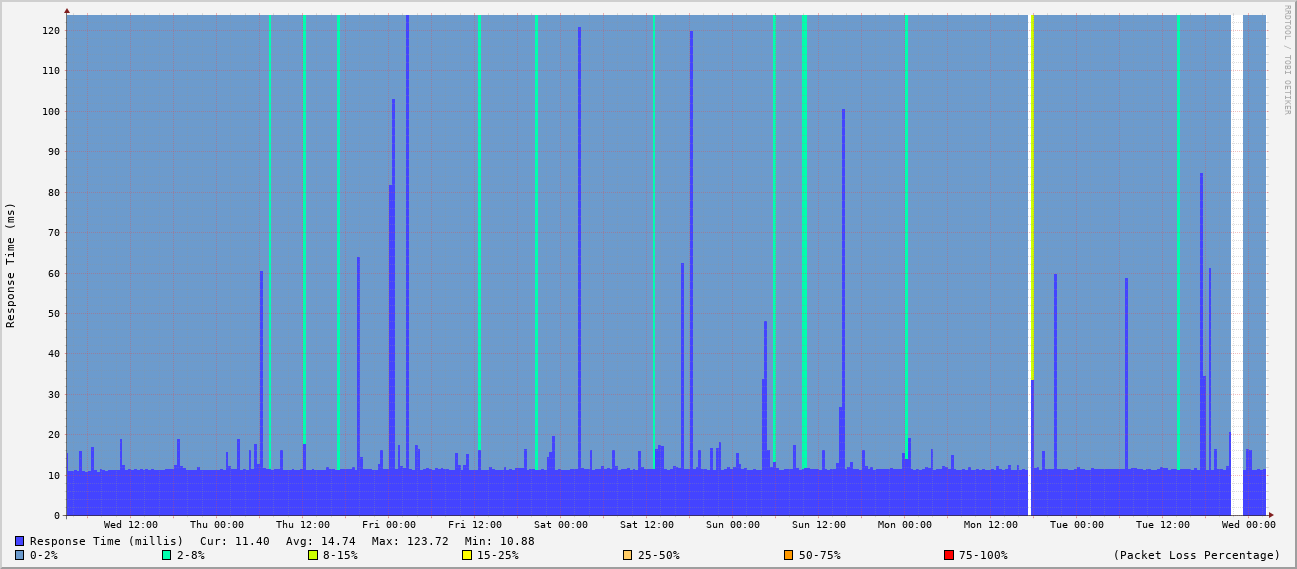 RRDTOOL / TOBI OETIKER
Response Time (ms)
120
110
100
90
80
70
60
50
40
30
20
10
0
Wed 12:00 Thu 00:00 Thu 12:00 Fri 00:00 Fri 12:00 Sat 00:00 Sat 12:00 Sun 00:00 Sun 12:00 Mon 00:00 Mon 12:00 Tue 00:00 Tue 12:00 Wed 00:00
Response Time (millis) Cur: 11.40 Avg: 14.74 Max: 123.72 Min: 10.88
0-2% 2-8% 8-15% 15-25% 25-50% 50-75% 75-100% (Packet Loss Percentage)